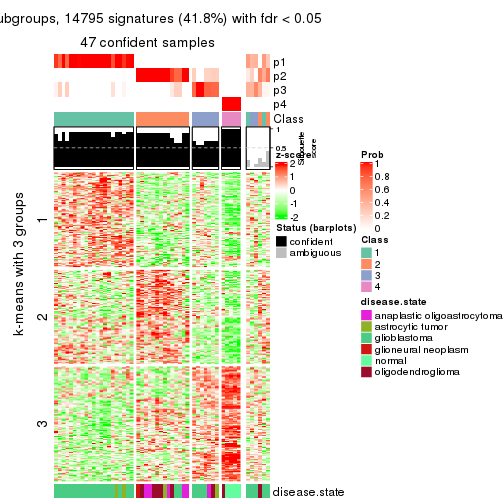 ubgroups, 14795 signatures (41.8%) with fdr < 0.05
47 confident samples
p1
p2
p3
p4
Class
1
0.5
0
Silhouette
score
z-score
2
1
0
-1
-2
Status (barplots)
confident
ambiguous
Prob
1
0.8
0.6
0.4
0.2
0
Class
1
2
3
4
disease.state
anaplastic oligoastrocytoma
astrocytic tumor
glioblastoma
glioneural neoplasm
normal
oligodendroglioma
k-means with 3 groups
1
2
3
disease.state